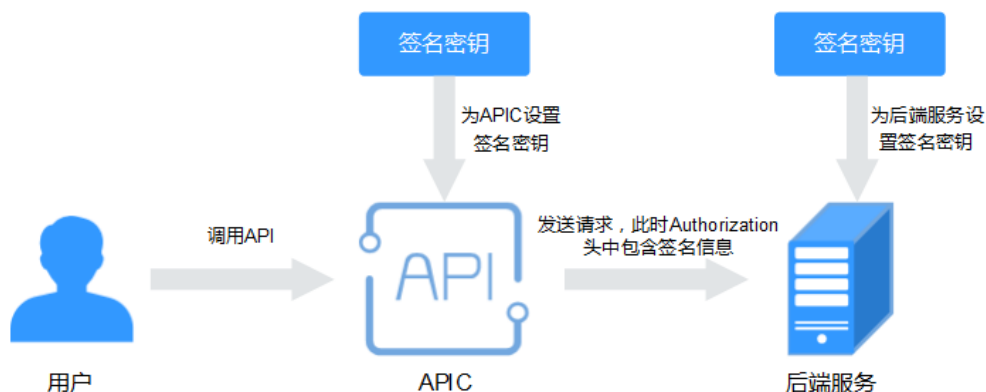 签名密钥
签名密钥
为APIC设置
签名密钥
为后端服务设
置签名密钥
调用API
发送请求，此时Authorization
头中包含签名信息
API
用户
APIC
后端服务